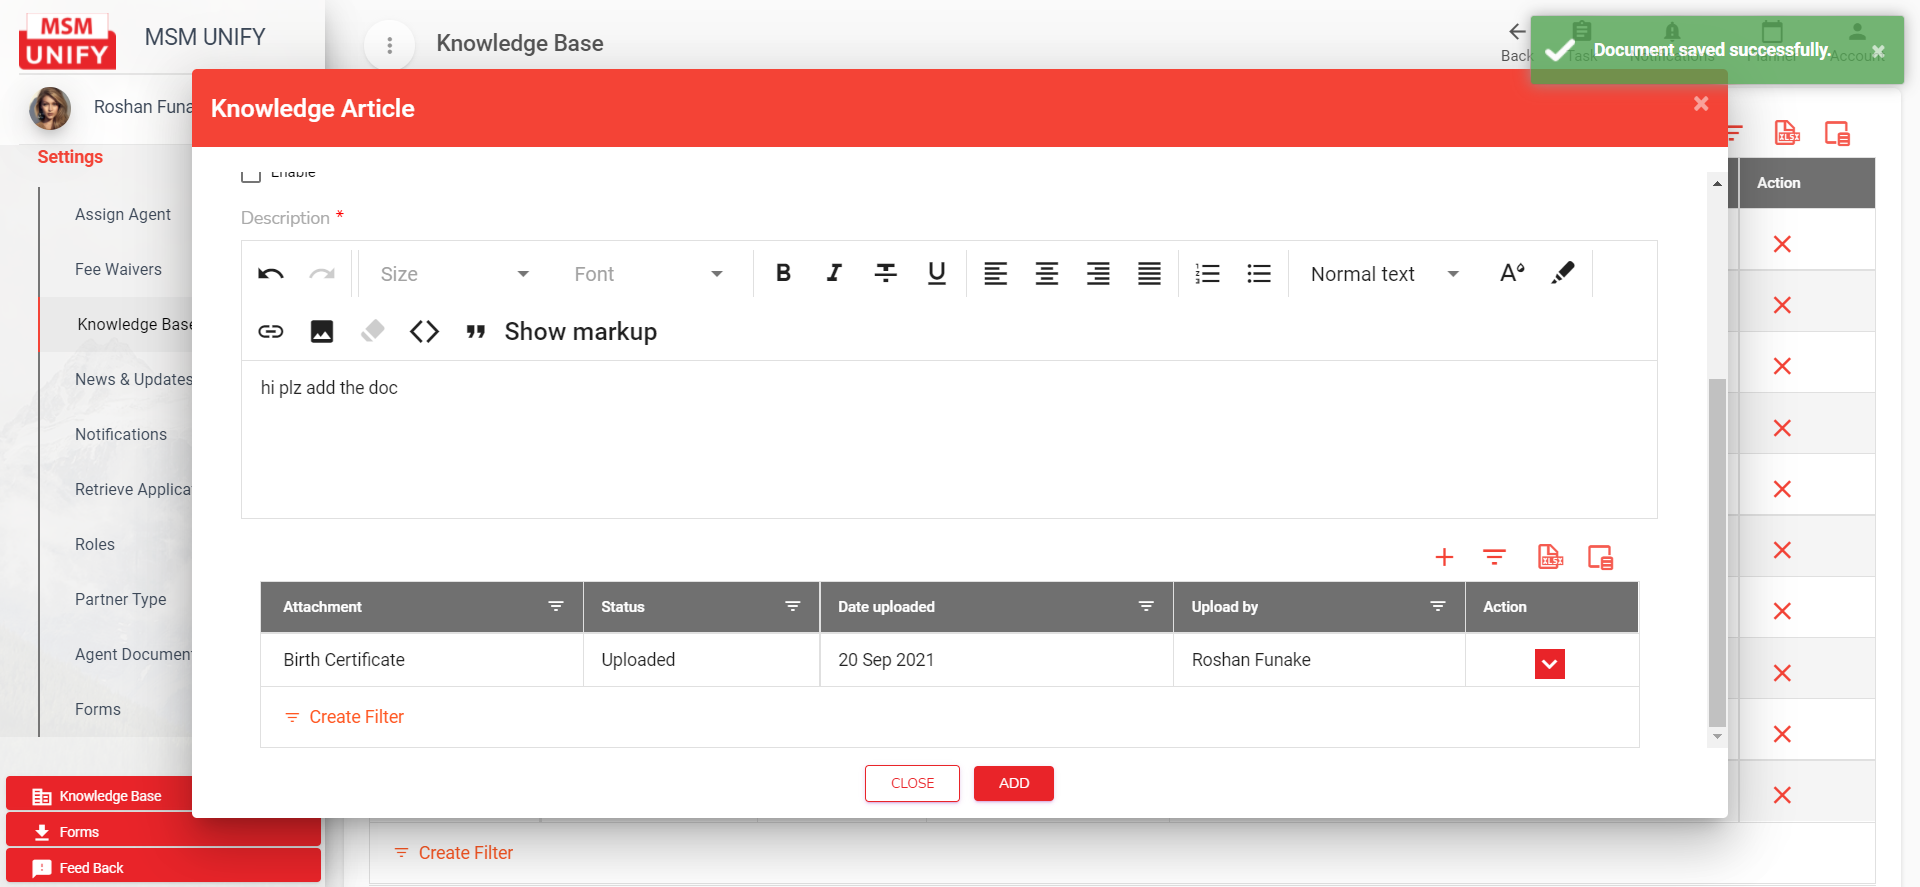 MSM
UNIFY
MSM UNIFY
Knowledge Base
Back
Task
Notifications
Planner
Account
Document saved successfully.
Roshan Funa
Settings
Assign Agent
Fee Waivers
Knowledge Base
News & Updates
Notifications
Retrieve Applica
Roles
Partner Type
Agent Documen
Forms
Knowledge Base
Forms
Feed Back
Knowledge Article
Enable
Description *
Size
Font
Normal text
Show markup
hi plz add the doc
Attachment Status Date uploaded Upload by Action
Birth Certificate Uploaded 20 Sep 2021 Roshan Funake
Create Filter
CLOSE ADD
Action
Create Filter